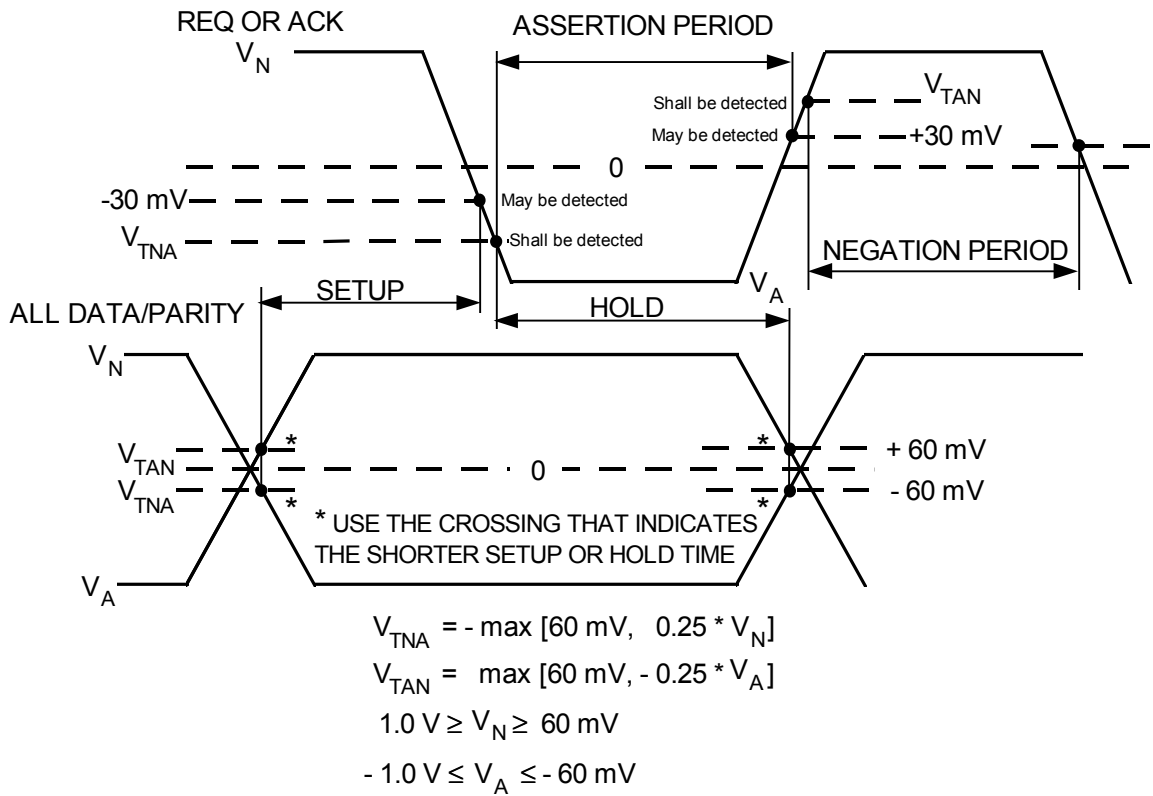 REQ OR ACK
V_N
ASSERTION PERIOD
Shall be detected
V_TAN
May be detected
+30 mV
0
-30 mV
May be detected
V_TNA
Shall be detected
NEGATION PERIOD
V_A
SETUP
HOLD
ALL DATA/PARITY
V_N
V_TAN
*
0
*
+ 60 mV
V_TNA
*
*
- 60 mV
* USE THE CROSSING THAT INDICATES
THE SHORTER SETUP OR HOLD TIME
V_A
V_TNA = - max [60 mV, 0.25 * V_N]
V_TAN = max [60 mV, - 0.25 * V_A]
1.0 V ≥ V_N ≥ 60 mV
- 1.0 V ≤ V_A ≤ - 60 mV